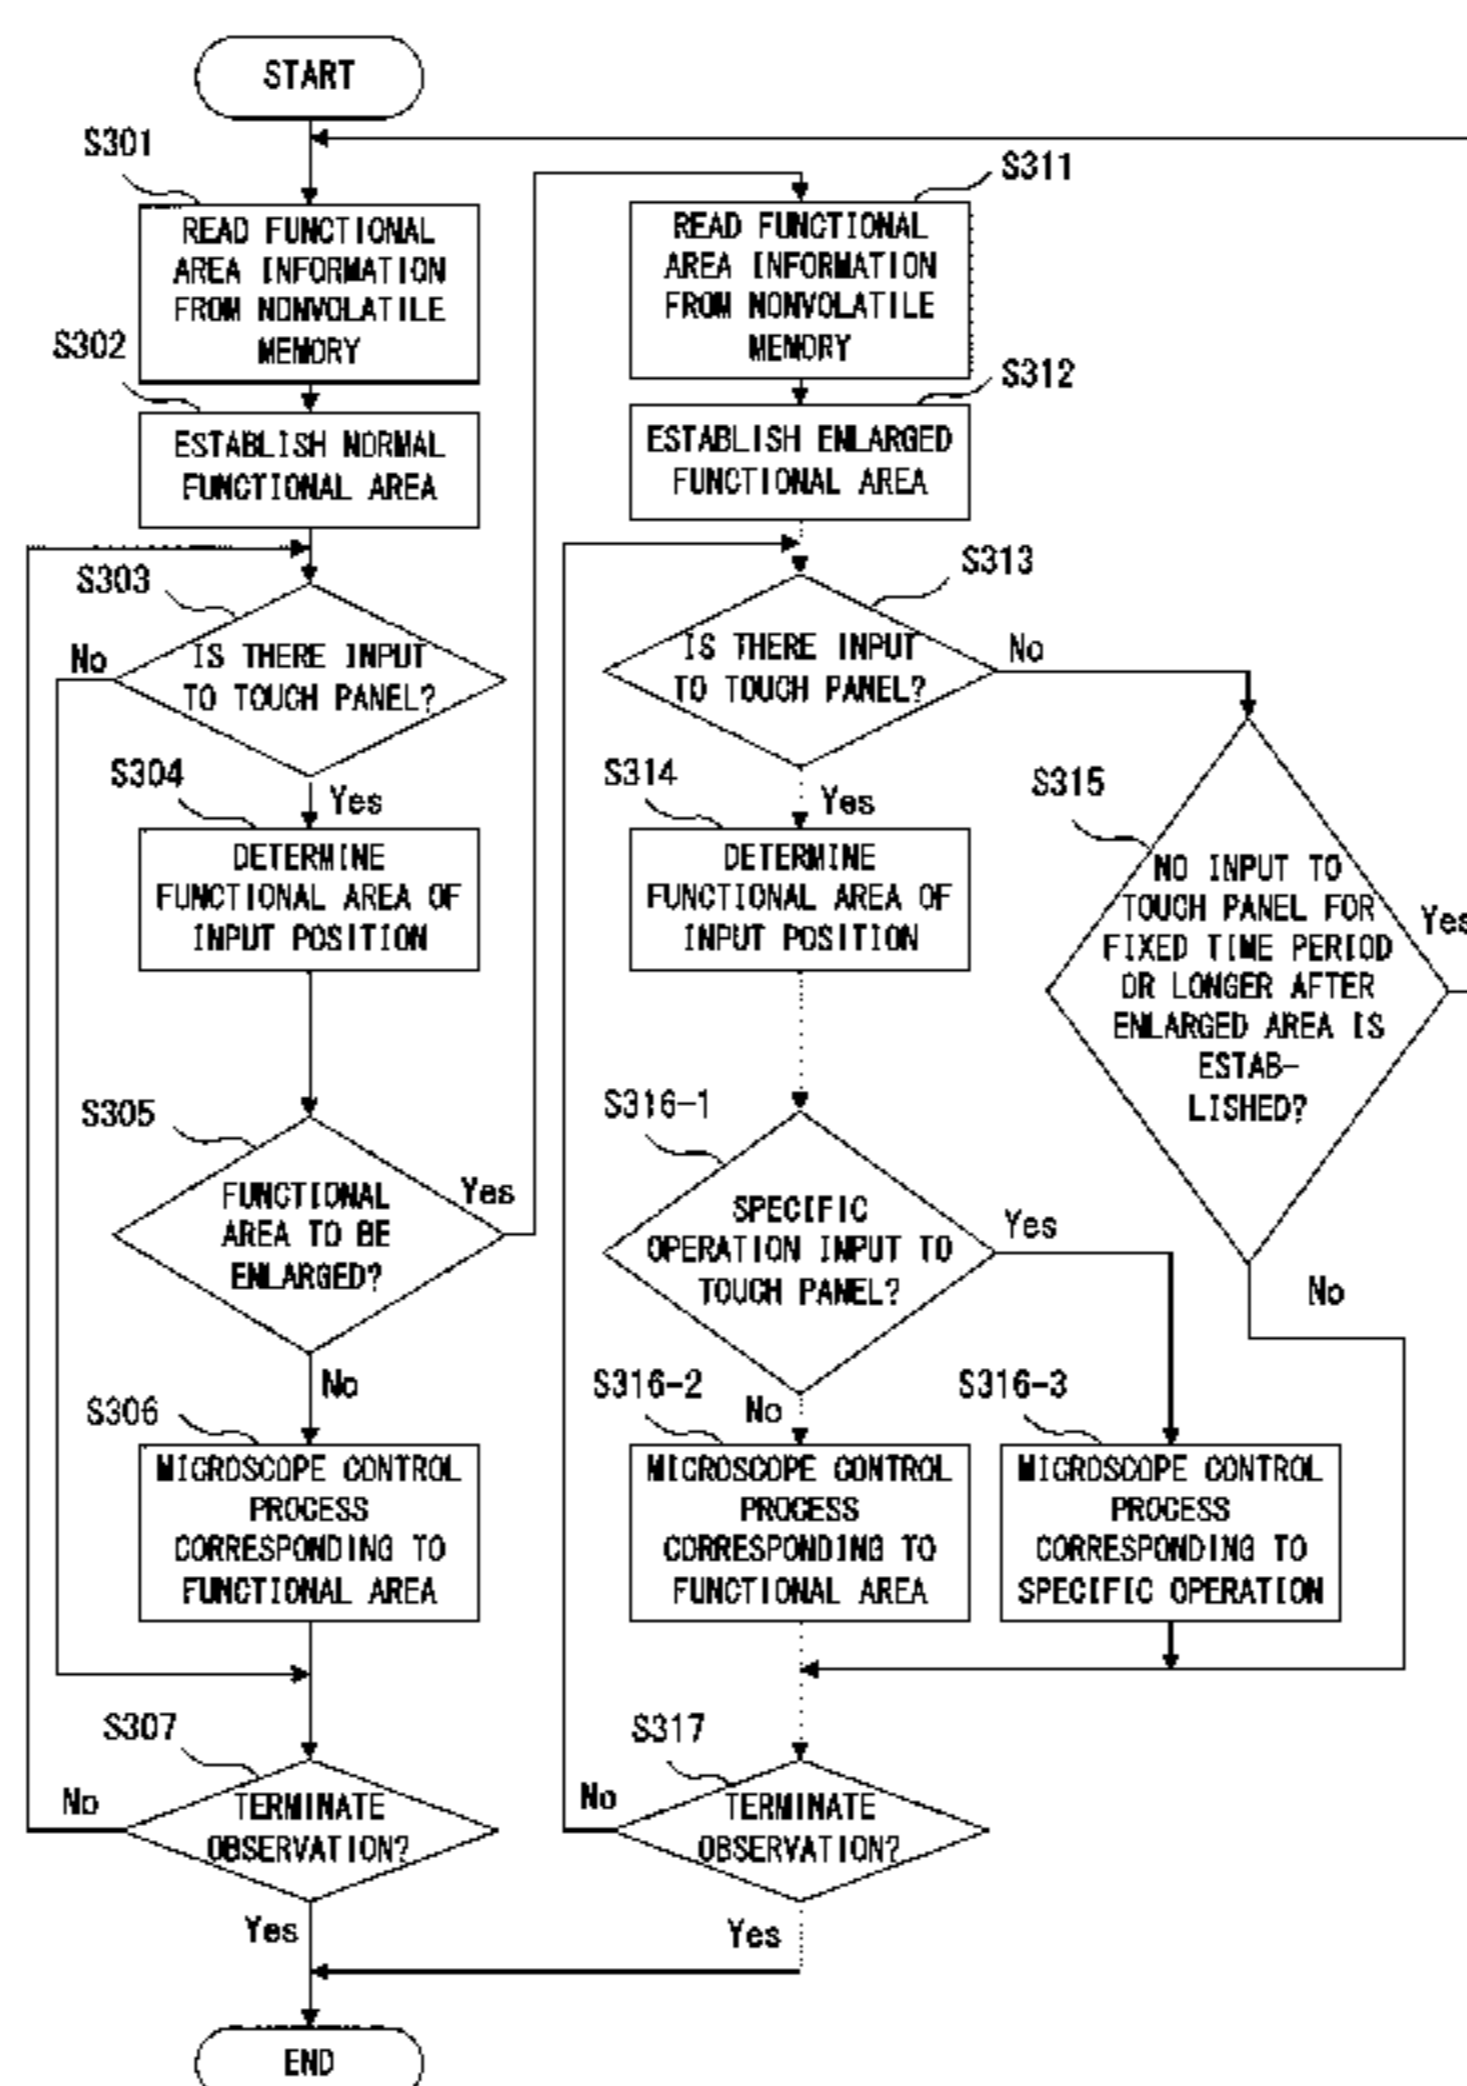 START
S301
READ FUNCTIONAL
AREA INFORMATION
FROM NONVOLATILE
MEMORY
S302
ESTABLISH NORMAL
FUNCTIONAL AREA
S303
No
IS THERE INPUT
TO TOUCH PANEL?
S304
Yes
DETERMINE
FUNCTIONAL AREA OF
INPUT POSITION
S305
FUNCTIONAL
AREA TO BE
ENLARGED?
Yes
No
S306
MICROSCOPE CONTROL
PROCESS
CORRESPONDING TO
FUNCTIONAL AREA
S307
No
TERMINATE
OBSERVATION?
Yes
END
S311
READ FUNCTIONAL
AREA INFORMATION
FROM NONVOLATILE
MEMORY
S312
ESTABLISH ENLARGED
FUNCTIONAL AREA
S313
IS THERE INPUT
TO TOUCH PANEL?
No
S314
Yes
DETERMINE
FUNCTIONAL AREA OF
INPUT POSITION
S315
NO INPUT TO
TOUCH PANEL FOR
FIXED TIME PERIOD
OR LONGER AFTER
ENLARGED AREA IS
ESTAB-
LISHED?
Yes
No
S316-1
SPECIFIC
OPERATION INPUT TO
TOUCH PANEL?
Yes
No
S316-2
MICROSCOPE CONTROL
PROCESS
CORRESPONDING TO
FUNCTIONAL AREA
S316-3
MICROSCOPE CONTROL
PROCESS
CORRESPONDING TO
SPECIFIC OPERATION
S317
No
TERMINATE
OBSERVATION?
Yes